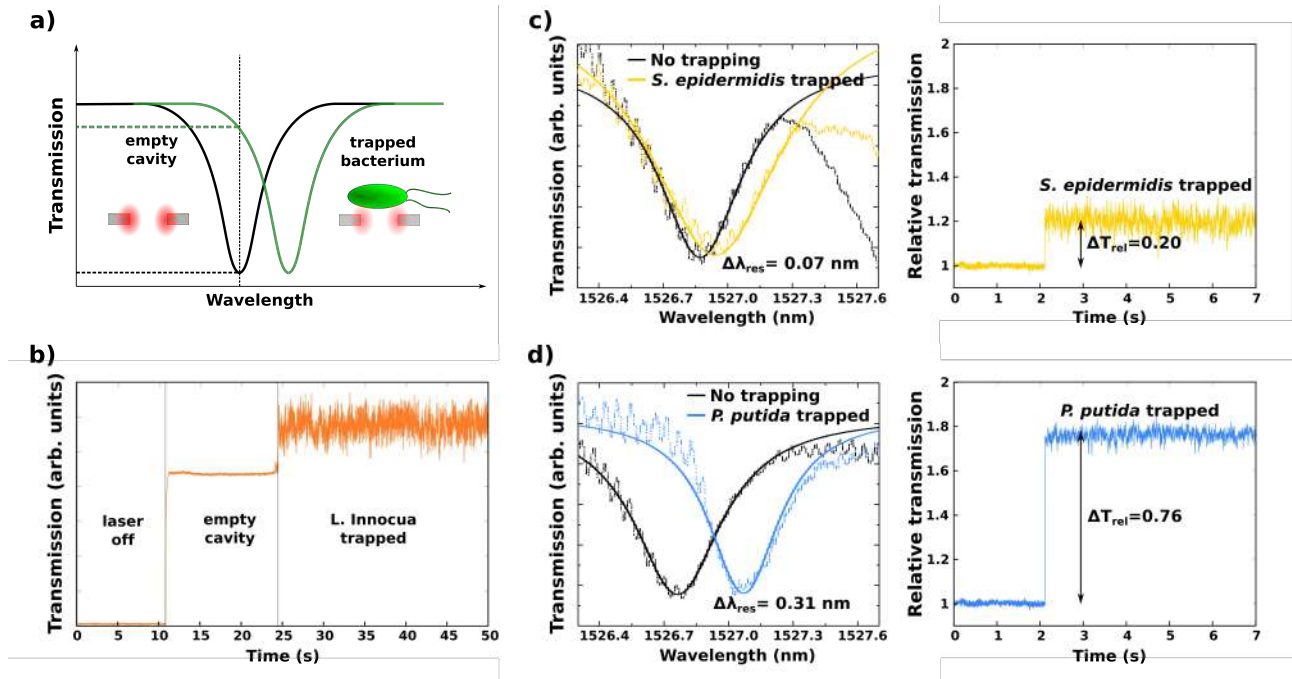 a)
Transmission
empty
cavity
trapped
bacterium
Wavelength
b)
Transmission (arb. units)
laser
off
empty
cavity
L. Innocua
trapped
0 5 10 15 20 25 30 35 40 45 50
Time (s)
c)
Transmission (arb. units)
No trapping
S. epidermidis trapped
Δλres = 0.07 nm
1526.4 1526.7 1527.0 1527.3 1527.6
Wavelength (nm)
Relative transmission
2
1.8
1.6
1.4
1.2
1
S. epidermidis trapped
ΔTrel=0.20
0 1 2 3 4 5 6 7
Time (s)
d)
Transmission (arb. units)
No trapping
P. putida trapped
Δλres= 0.31 nm
1526.4 1526.7 1527.0 1527.3 1527.6
Wavelength (nm)
Relative transmission
2
1.8
1.6
1.4
1.2
1
P. putida trapped
ΔTrel=0.76
0 1 2 3 4 5 6 7
Time (s)